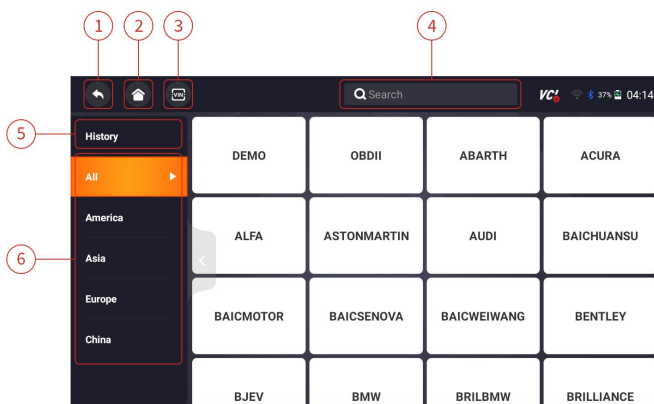 1
2
3
4
VIN
Search
VCI
37%
04:14
5
History
All
America
Asia
Europe
China
6
DEMO
OBDII
ABARTH
ACURA
ALFA
ASTONMARTIN
AUDI
BAICHUANSU
BAICMOTOR
BAICSENOVA
BAICWEIWANG
BENTLEY
BJEV
BMW
BRILBMW
BRILLIANCE